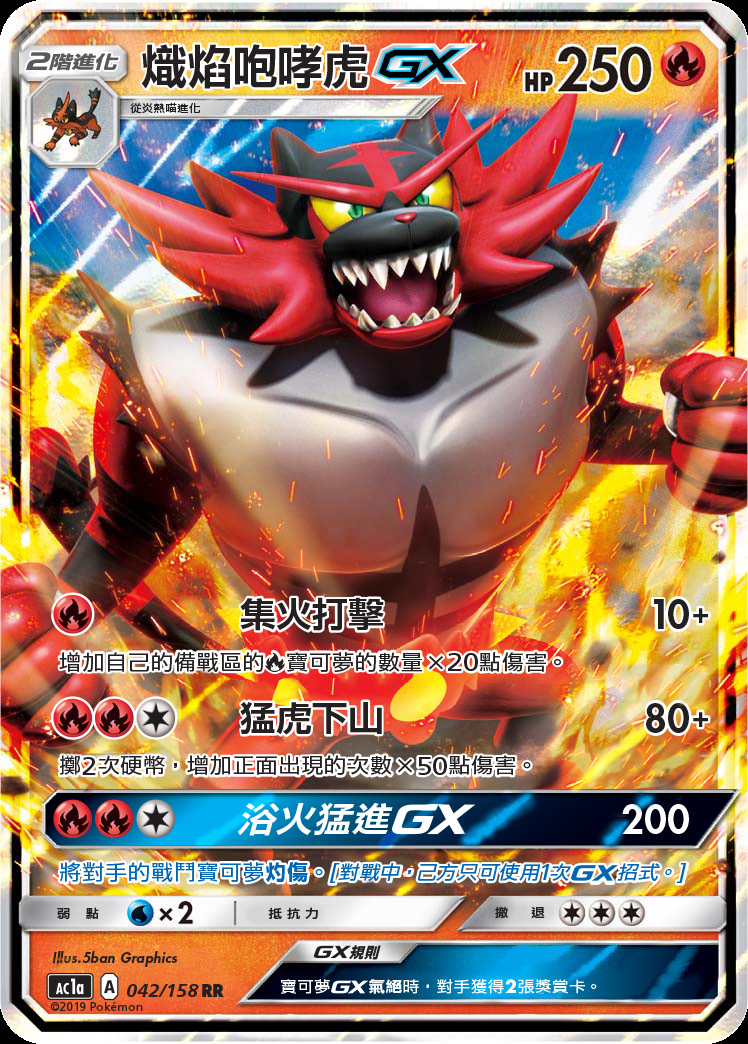 2階進化 熾焰咆哮虎GX HP250
從炎熱喵進化
集火打擊 10+
增加自己的備戰區的寶可夢的數量×20點傷害。
猛虎下山 80+
擲2次硬幣，增加正面出現的次數×50點傷害。
浴火猛進GX 200
將對手的戰鬥寶可夢灼傷。[對戰中，己方只可使用1次GX招式。]
弱點 ×2 抵抗力 撤退
Illus.5ban Graphics
GX規則
AC1a A 042/158 RR
寶可夢GX氣絕時，對手獲得2張獎賞卡。
©2019 Pokémon